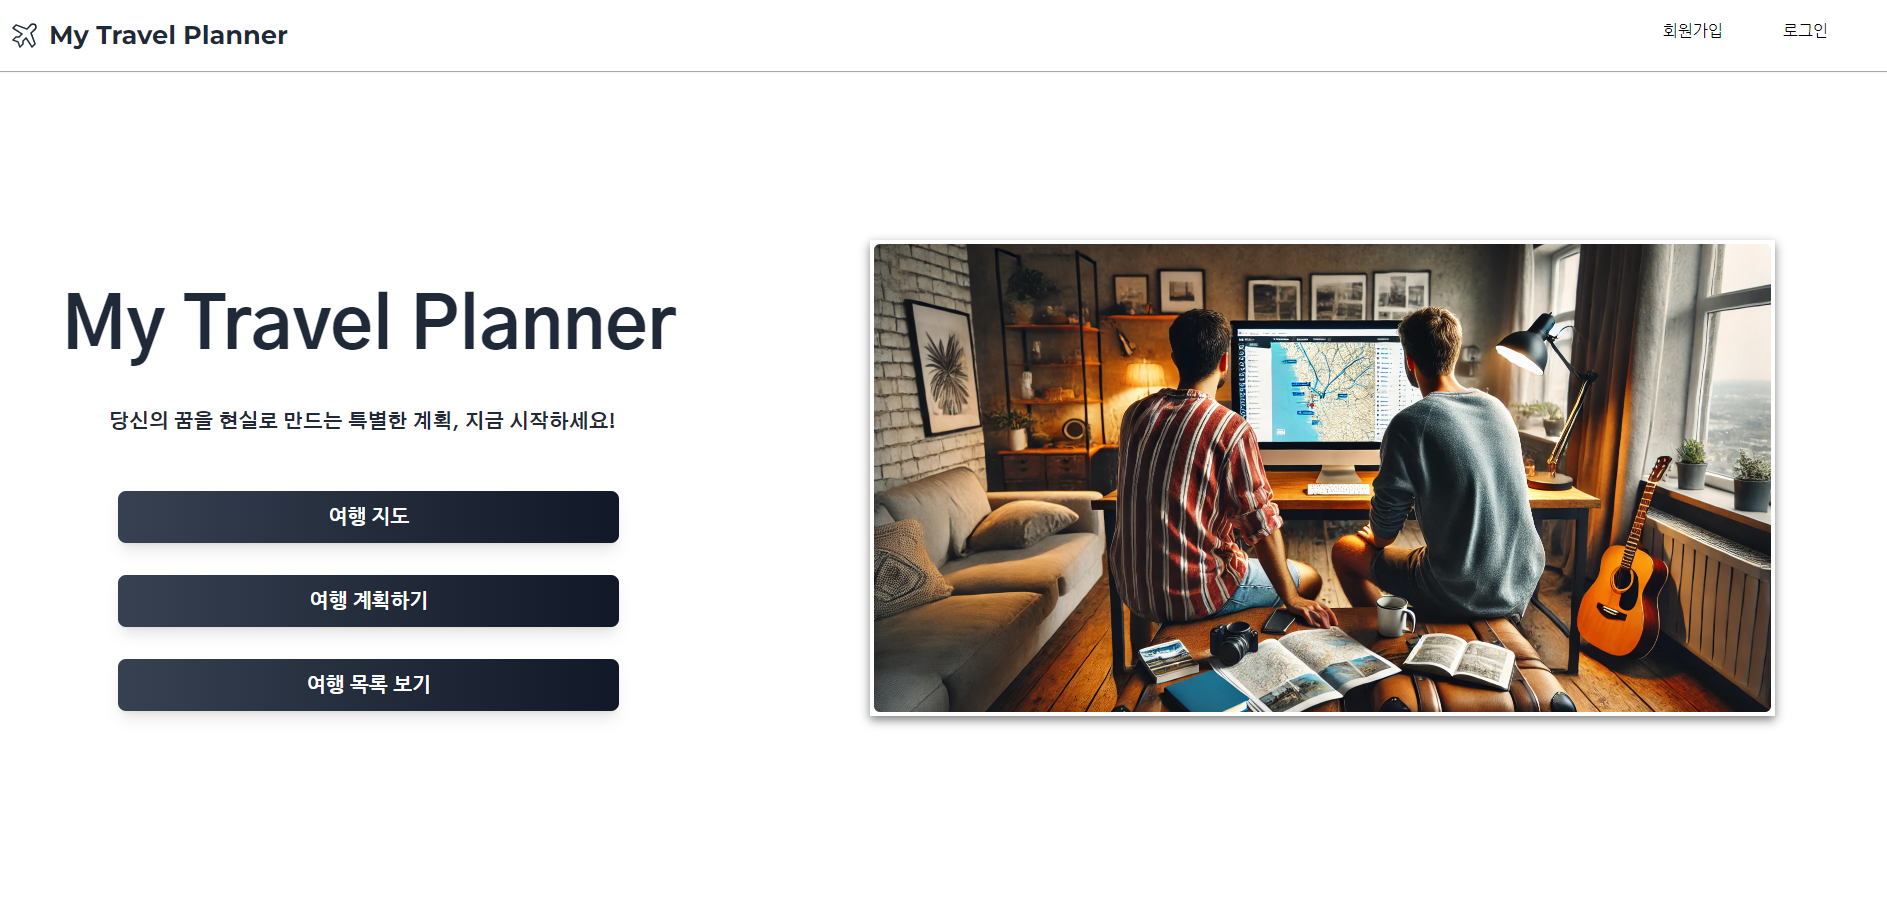 My Travel Planner
회원가입
로그인
My Travel Planner
당신의 꿈을 현실로 만드는 특별한 계획, 지금 시작하세요!
여행 지도
여행 계획하기
여행 목록 보기